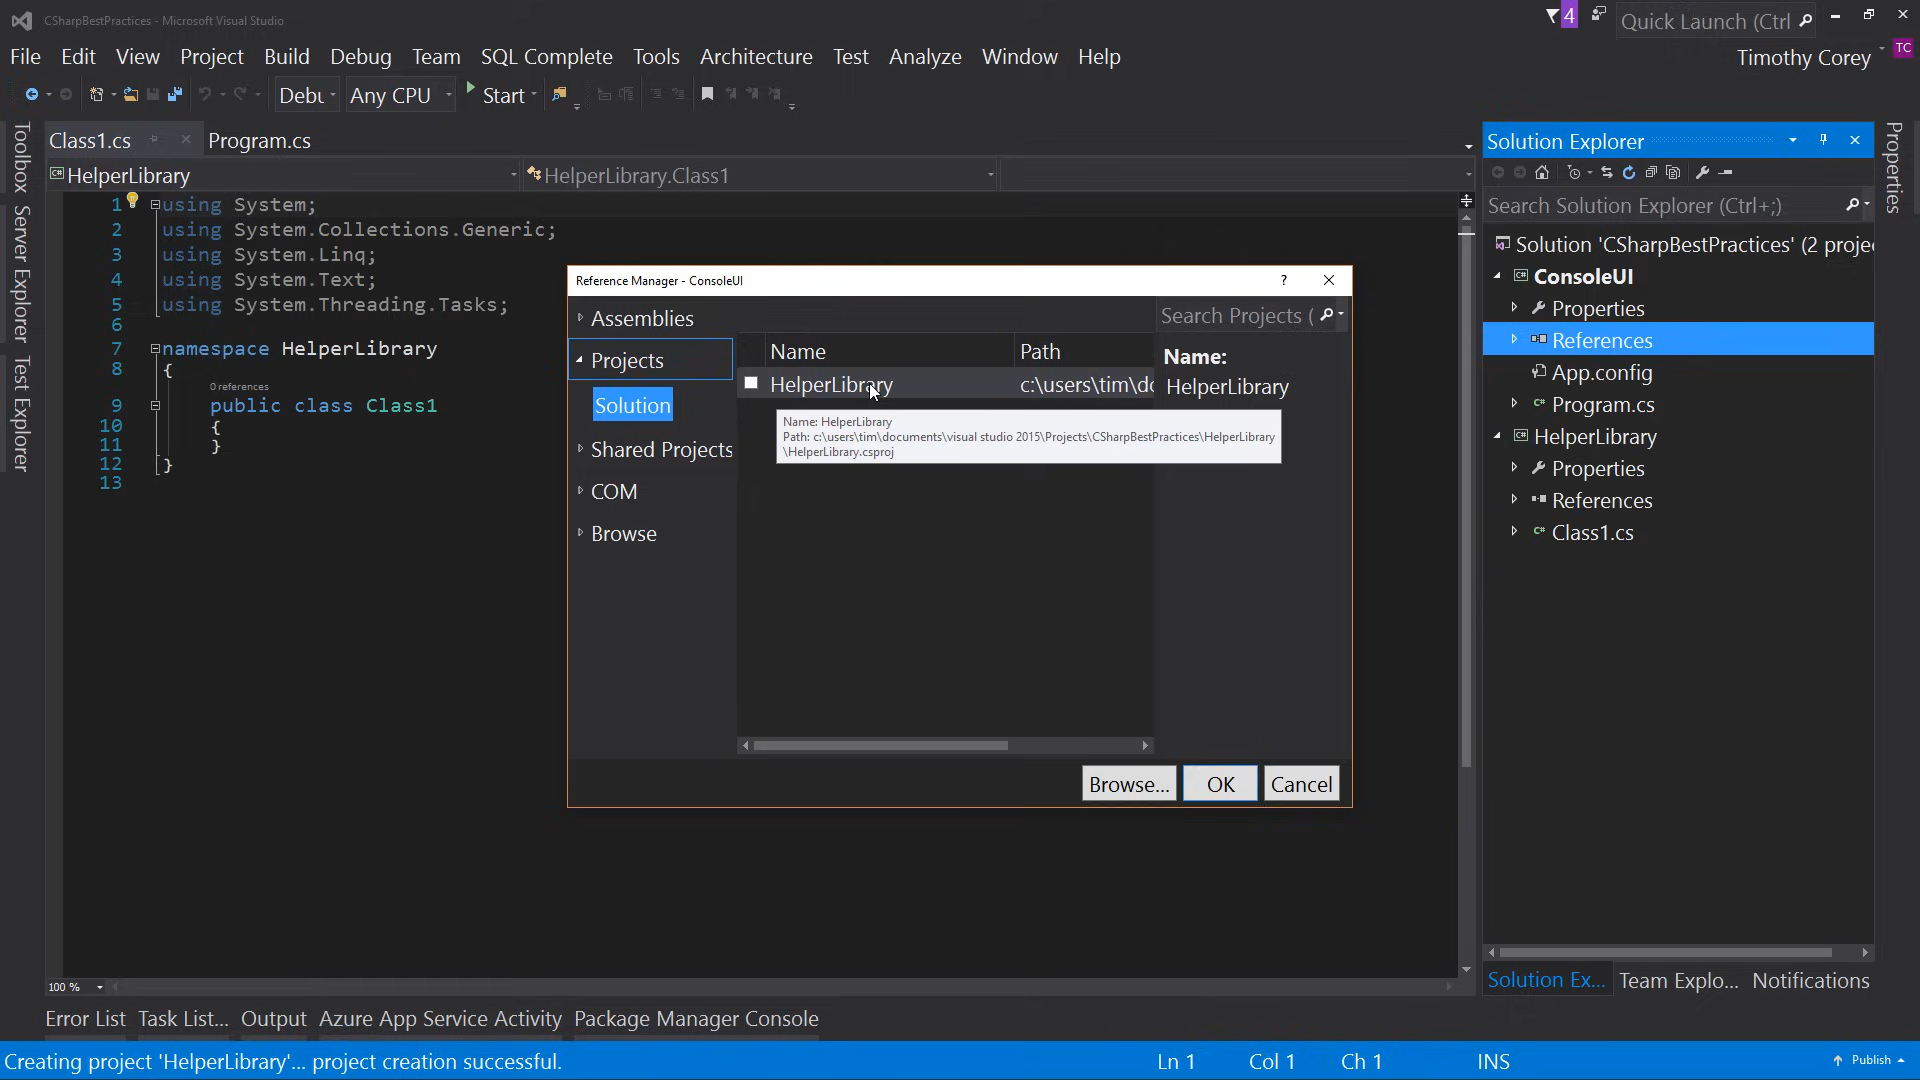 CSharpBestPractices - Microsoft Visual Studio
4
Quick Launch (Ctrl
File Edit View Project Build Debug Team SQL Complete Tools Architecture Test Analyze Window Help
Timothy Corey
TC
Debu Any CPU Start
Toolbox
Server Explorer
Test Explorer
Class1.cs Program.cs
HelperLibrary HelperLibrary.Class1
1 using System;
2 using System.Collections.Generic;
3 using System.Linq;
4 using System.Text;
5 using System.Threading.Tasks;
6
7 namespace HelperLibrary
8 {
0 references
9 public class Class1
10 {
11 }
12 }
13
Reference Manager - ConsoleUI
?
Assemblies
Projects
Solution
Shared Projects
COM
Browse
Name Path
HelperLibrary c:\users\tim\do
Name: HelperLibrary
Path: c:\users\tim\documents\visual studio 2015\Projects\CSharpBestPractices\HelperLibrary
\HelperLibrary.csproj
Search Projects (
Name:
HelperLibrary
Browse... OK Cancel
Solution Explorer
Search Solution Explorer (Ctrl+;)
Solution 'CSharpBestPractices' (2 projec
ConsoleUI
Properties
References
App.config
Program.cs
HelperLibrary
Properties
References
Class1.cs
Properties
Solution Ex... Team Explo... Notifications
100 %
Error List Task List... Output Azure App Service Activity Package Manager Console
Creating project 'HelperLibrary'... project creation successful.
Ln 1 Col 1 Ch 1 INS
Publish